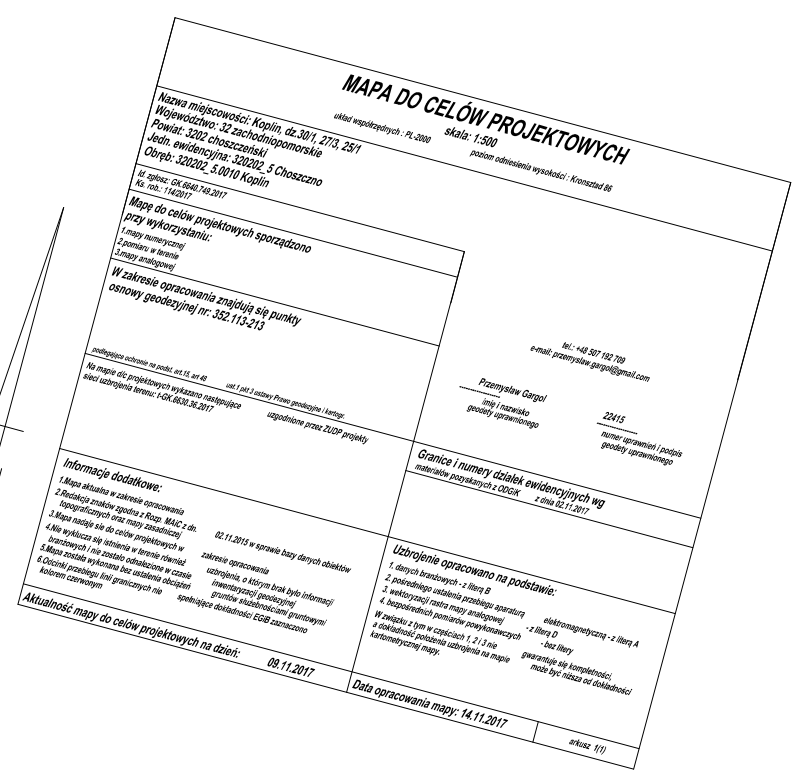 MAPA DO CELÓW PROJEKTOWYCH
skala: 1:500
układ współrzędnych : PL-2000
poziom odniesienia wysokości : Kronsztad 86
Nazwa miejscowości: Koplin, dz.30/1, 27/3, 25/1
Województwo: 32 zachodniopomorskie
Powiat: 3202 choszczeński
Jedn. ewidencyjna: 320202_5 Choszczno
Obręb: 320202_5.0010 Koplin
Id. zgłosz: GK.6640.749.2017
Ks. rob.: 114/2017
Mapę do celów projektowych sporządzono
przy wykorzystaniu:
1.mapy numerycznej
2.pomiaru w terenie
3.mapy analogowej
W zakresie opracowania znajdują się punkty
osnowy geodezyjnej nr: 352.113-213
podlegające ochronie na podst. art.15, art 48 ust.1 pkt 3 ustawy Prawo geodezyjne i kartogr.
Na mapie d/c projektowych wykazano następujące
sieci uzbrojenia terenu: t-GK.6630.36.2017 uzgodnione przez ZUDP projekty
tel.: +48 507 192 709
e-mail: przemyslaw.gargol@gmail.com
Przemysław Gargol
imię i nazwisko
geodety uprawnionego
22415
numer uprawnień i podpis
geodety uprawnionego
Granice i numery działek ewidencyjnych wg
materiałów pozyskanych z ODGiK z dnia 02.11.2017
Informacje dodatkowe:
1.Mapa aktualna w zakresie opracowania
2.Redakcja znaków zgodna z Rozp. MAiC z dn. 02.11.2015 w sprawie bazy danych obiektów
topograficznych oraz mapy zasadniczej
3.Mapa nadaje się do celów projektowych w zakresie opracowania
4.Nie wyklucza się istnienia w terenie również uzbrojenia, o którym brak było informacji
branżowych i nie zostało odnalezione w czasie inwentaryzacji geodezyjnej
5.Mapa została wykonana bez ustalenia obciążeń gruntów służebnościami gruntowymi
6.Odcinki przebiegu linii granicznych nie spełniające dokładności EGiB zaznaczono
kolorem czerwonym
Uzbrojenie opracowano na podstawie:
1. danych branżowych - z literą B
2. pośredniego ustalenia przebiegu aparaturą elektromagnetyczną - z literą A
3. wektoryzacji rastra mapy analogowej - z literą D
4. bezpośrednich pomiarów powykonawczych - bez litery
W związku z tym w częściach 1, 2 i 3 nie gwarantuje się kompletności,
a dokładność położenia uzbrojenia na mapie może być niższa od dokładności
kartometrycznej mapy.
Aktualność mapy do celów projektowych na dzień: 09.11.2017
Data opracowania mapy: 14.11.2017
arkusz 1(1)